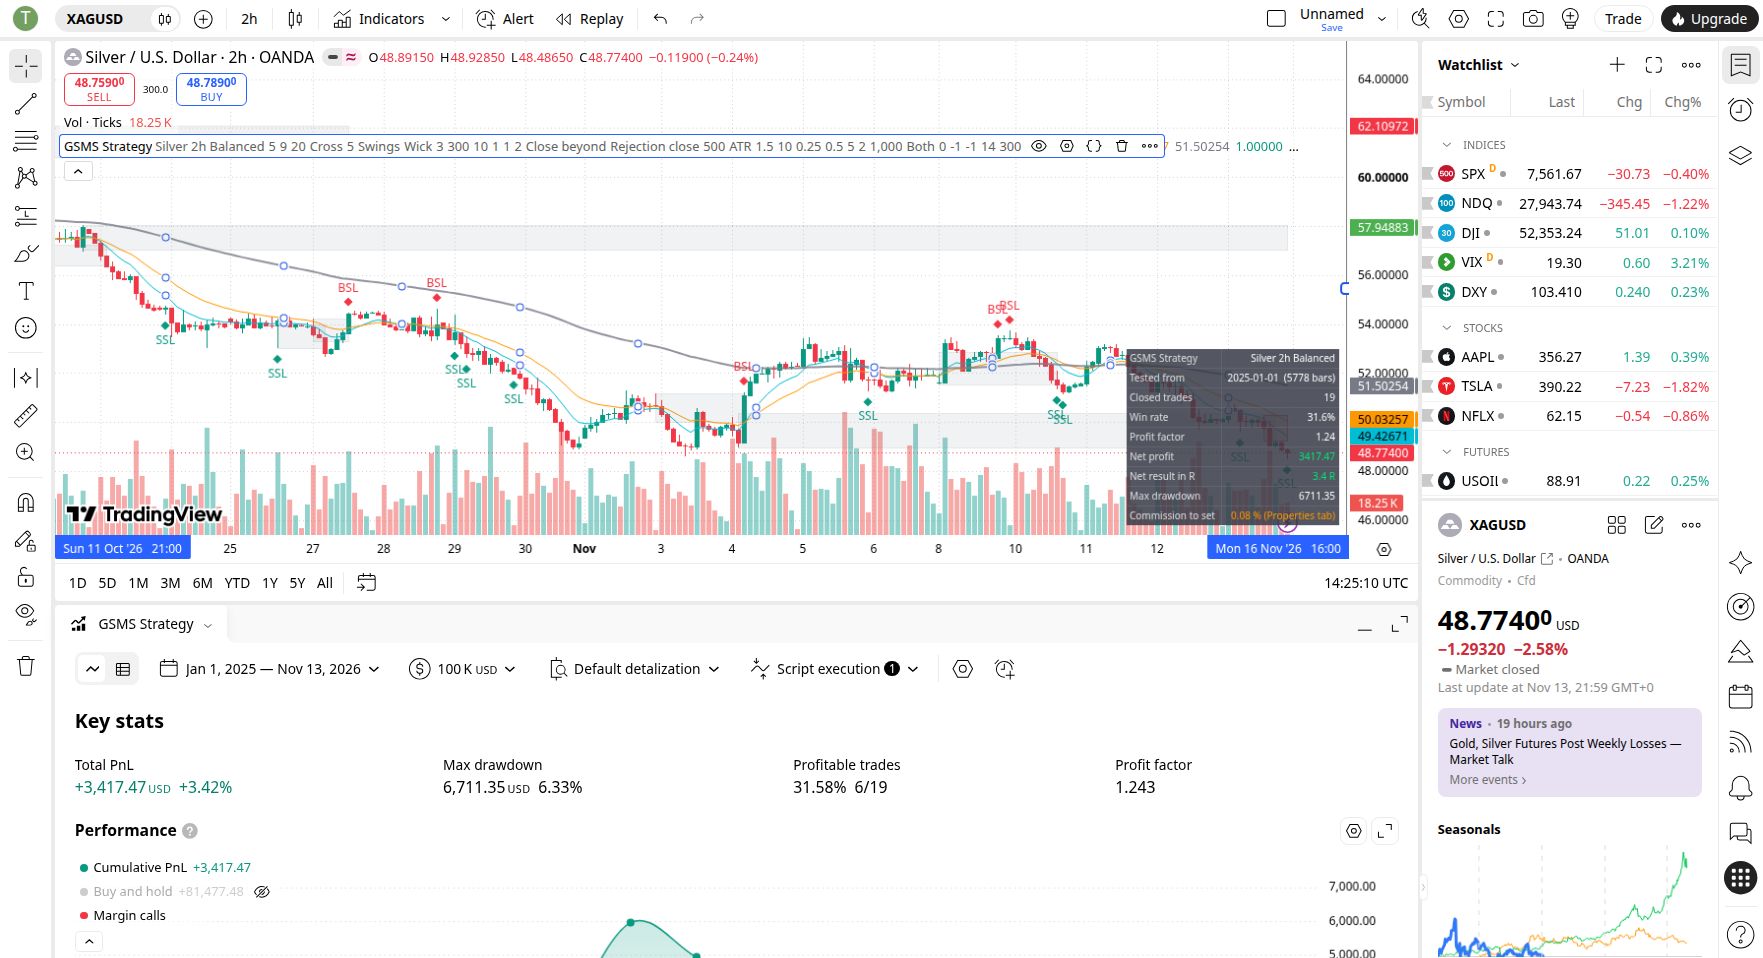 T XAGUSD 2h Indicators Alert Replay Unnamed Save Trade Upgrade
Silver / U.S. Dollar · 2h · OANDA O48.89150 H48.92850 L48.48650 C48.77400 −0.11900 (−0.24%)
48.75900 SELL 300.0 48.78900 BUY
Vol · Ticks 18.25 K
GSMS Strategy Silver 2h Balanced 5 9 20 Cross 5 Swings Wick 3 300 10 1 1 2 Close beyond Rejection close 500 ATR 1.5 10 0.25 0.5 5 2 1,000 Both 0 -1 -1 14 300 51.50254 1.00000 ...
64.00000
62.10972
60.00000
57.94883
56.00000
54.00000
52.00000
51.50254
50.03257
49.42671
48.77400
48.00000
18.25 K
46.00000
BSL
BSL
BSL
BSL
BSL
SSL
SSL
SSL
SSL
SSL
SSL
SSL
SSL
SSL
GSMS Strategy Silver 2h Balanced
Tested from 2025-01-01 (5778 bars)
Closed trades 19
Win rate 31.6%
Profit factor 1.24
Net profit 3417.47
Net result in R 3.4 R
Max drawdown 6711.35
Commission to set 0.08 % (Properties tab)
TradingView
Sun 11 Oct '26 21:00 25 27 28 29 30 Nov 3 4 5 6 8 10 11 12 Mon 16 Nov '26 16:00
1D 5D 1M 3M 6M YTD 1Y 5Y All 14:25:10 UTC
GSMS Strategy
Jan 1, 2025 — Nov 13, 2026 100 K USD Default detalization Script execution 1
Key stats
Total PnL Max drawdown Profitable trades Profit factor
+3,417.47 USD +3.42% 6,711.35 USD 6.33% 31.58% 6/19 1.243
Performance ?
Cumulative PnL +3,417.47
Buy and hold +81,477.48
Margin calls
7,000.00
6,000.00
5,000.00
Watchlist
Symbol Last Chg Chg%
INDICES
500 SPX D 7,561.67 −30.73 −0.40%
100 NDQ 27,943.74 −345.45 −1.22%
30 DJI 52,353.24 51.01 0.10%
VIX D 19.30 0.60 3.21%
$ DXY 103.410 0.240 0.23%
STOCKS
AAPL 356.27 1.39 0.39%
TSLA 390.22 −7.23 −1.82%
NFLX 62.15 −0.54 −0.86%
FUTURES
USOIL 88.91 0.22 0.25%
XAGUSD
Silver / U.S. Dollar · OANDA
Commodity · Cfd
48.77400 USD
−1.29320 −2.58%
Market closed
Last update at Nov 13, 21:59 GMT+0
News · 19 hours ago
Gold, Silver Futures Post Weekly Losses —
Market Talk
More events ›
Seasonals